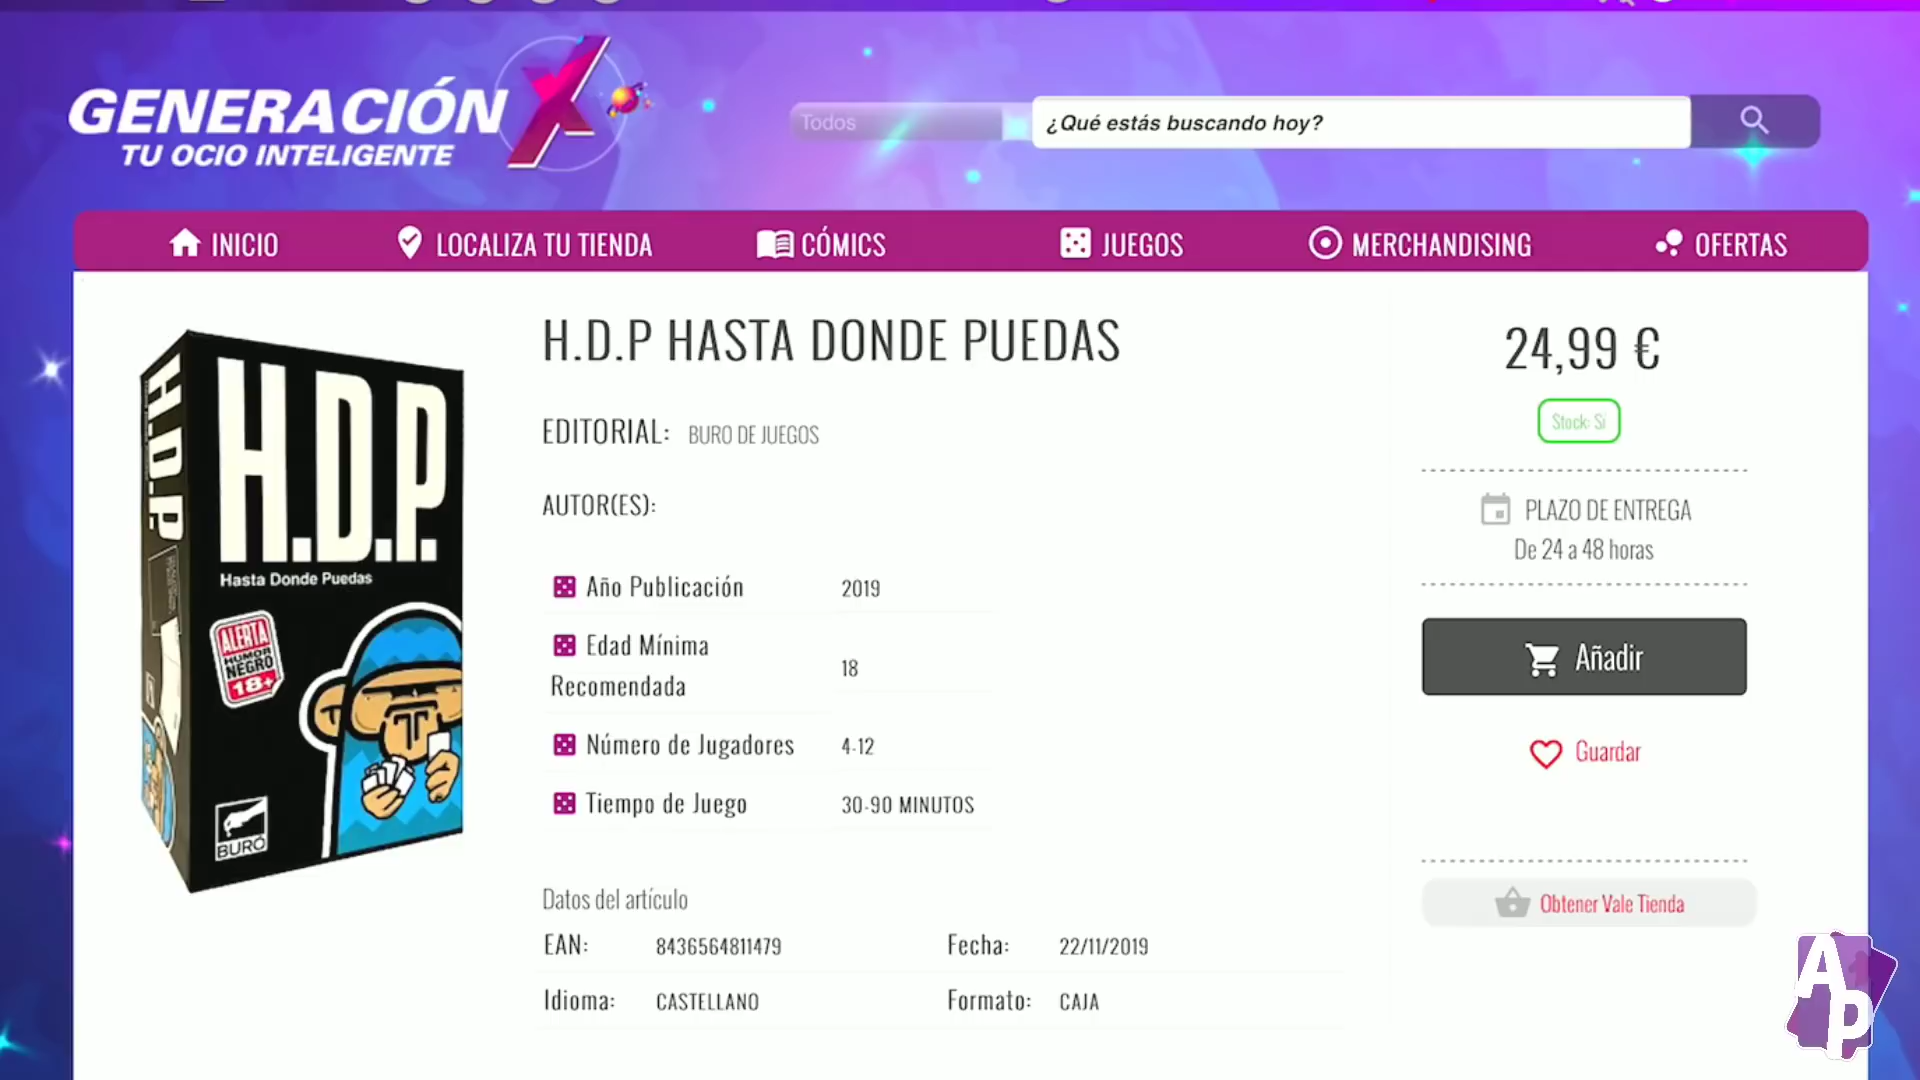 GENERACIÓN X
TU OCIO INTELIGENTE
Todos
¿Qué estás buscando hoy?
INICIO
LOCALIZA TU TIENDA
CÓMICS
JUEGOS
MERCHANDISING
OFERTAS
H.D.P.
H.D.P.
Hasta Donde Puedas
ALERTA
HUMOR
NEGRO
18+
BURÓ
H.D.P HASTA DONDE PUEDAS
EDITORIAL: BURO DE JUEGOS
AUTOR(ES):
Año Publicación 2019
Edad Mínima
Recomendada 18
Número de Jugadores 4-12
Tiempo de Juego 30-90 MINUTOS
Datos del artículo
EAN: 8436564811479 Fecha: 22/11/2019
Idioma: CASTELLANO Formato: CAJA
24,99 €
Stock: Si
PLAZO DE ENTREGA
De 24 a 48 horas
Añadir
Guardar
Obtener Vale Tienda
AP